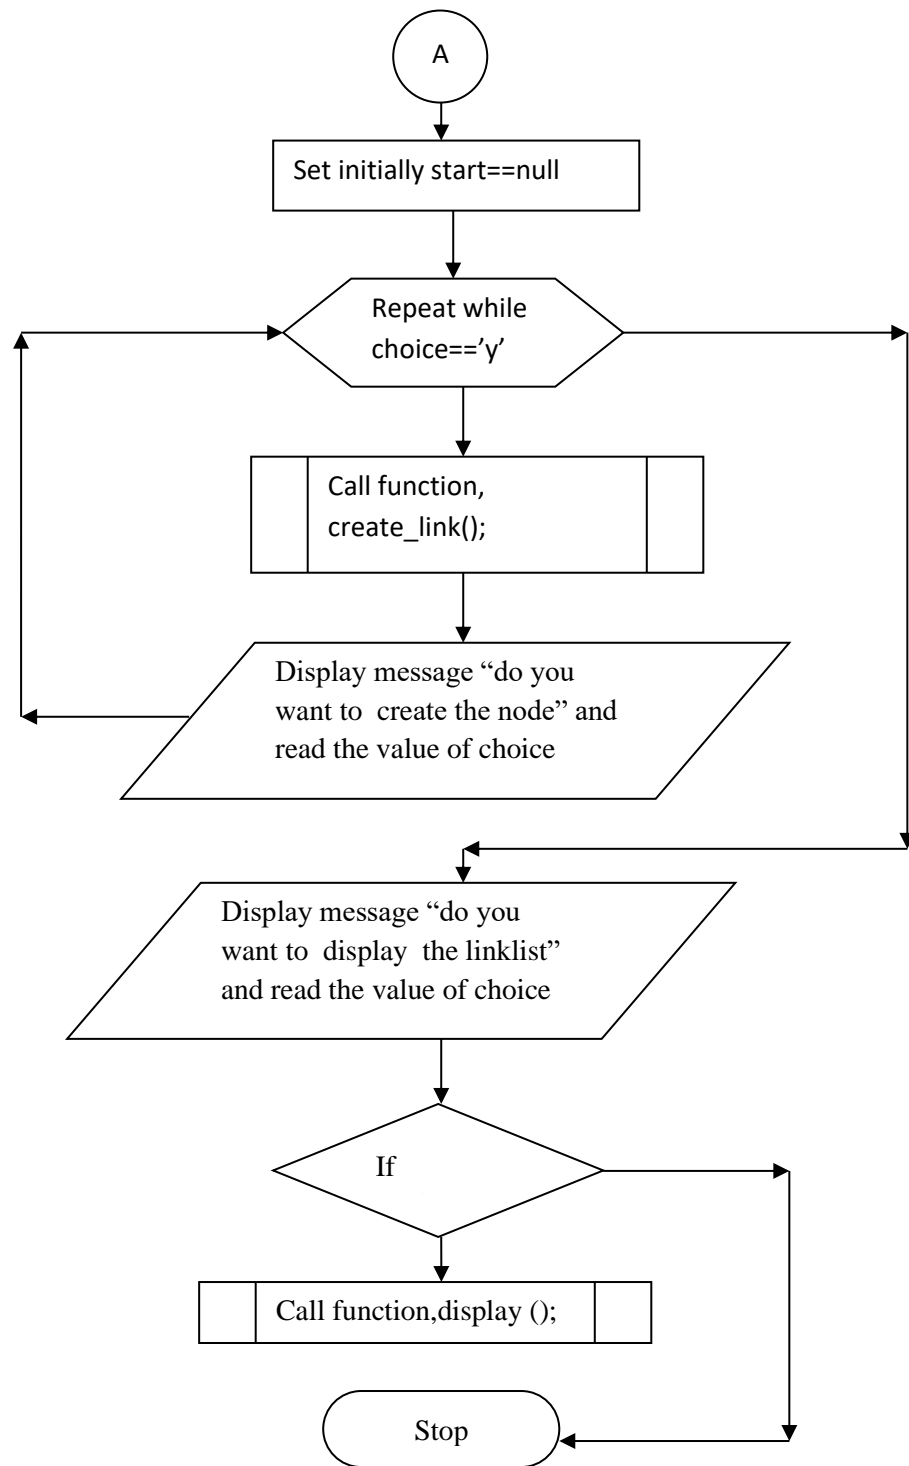 A
Set initially start==null
Repeat while
choice==’y’
Call function,
create_link();
Display message “do you
want to  create the node” and
read the value of choice
Display message “do you
want to  display  the linklist”
and read the value of choice
If
Call function,display ();
Stop